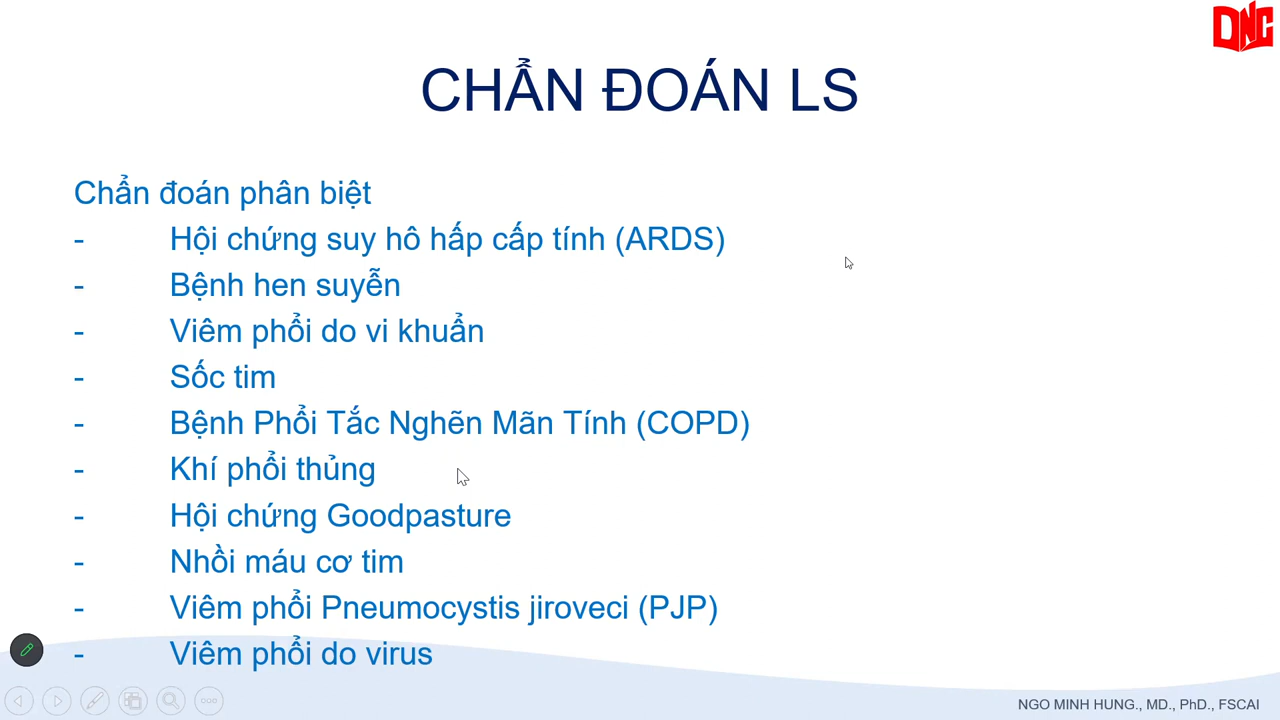 DNC
CHẨN ĐOÁN LS
Chẩn đoán phân biệt
- Hội chứng suy hô hấp cấp tính (ARDS)
- Bệnh hen suyễn
- Viêm phổi do vi khuẩn
- Sốc tim
- Bệnh Phổi Tắc Nghẽn Mãn Tính (COPD)
- Khí phổi thủng
- Hội chứng Goodpasture
- Nhồi máu cơ tim
- Viêm phổi Pneumocystis jiroveci (PJP)
- Viêm phổi do virus
NGO MINH HUNG., MD., PhD., FSCAI